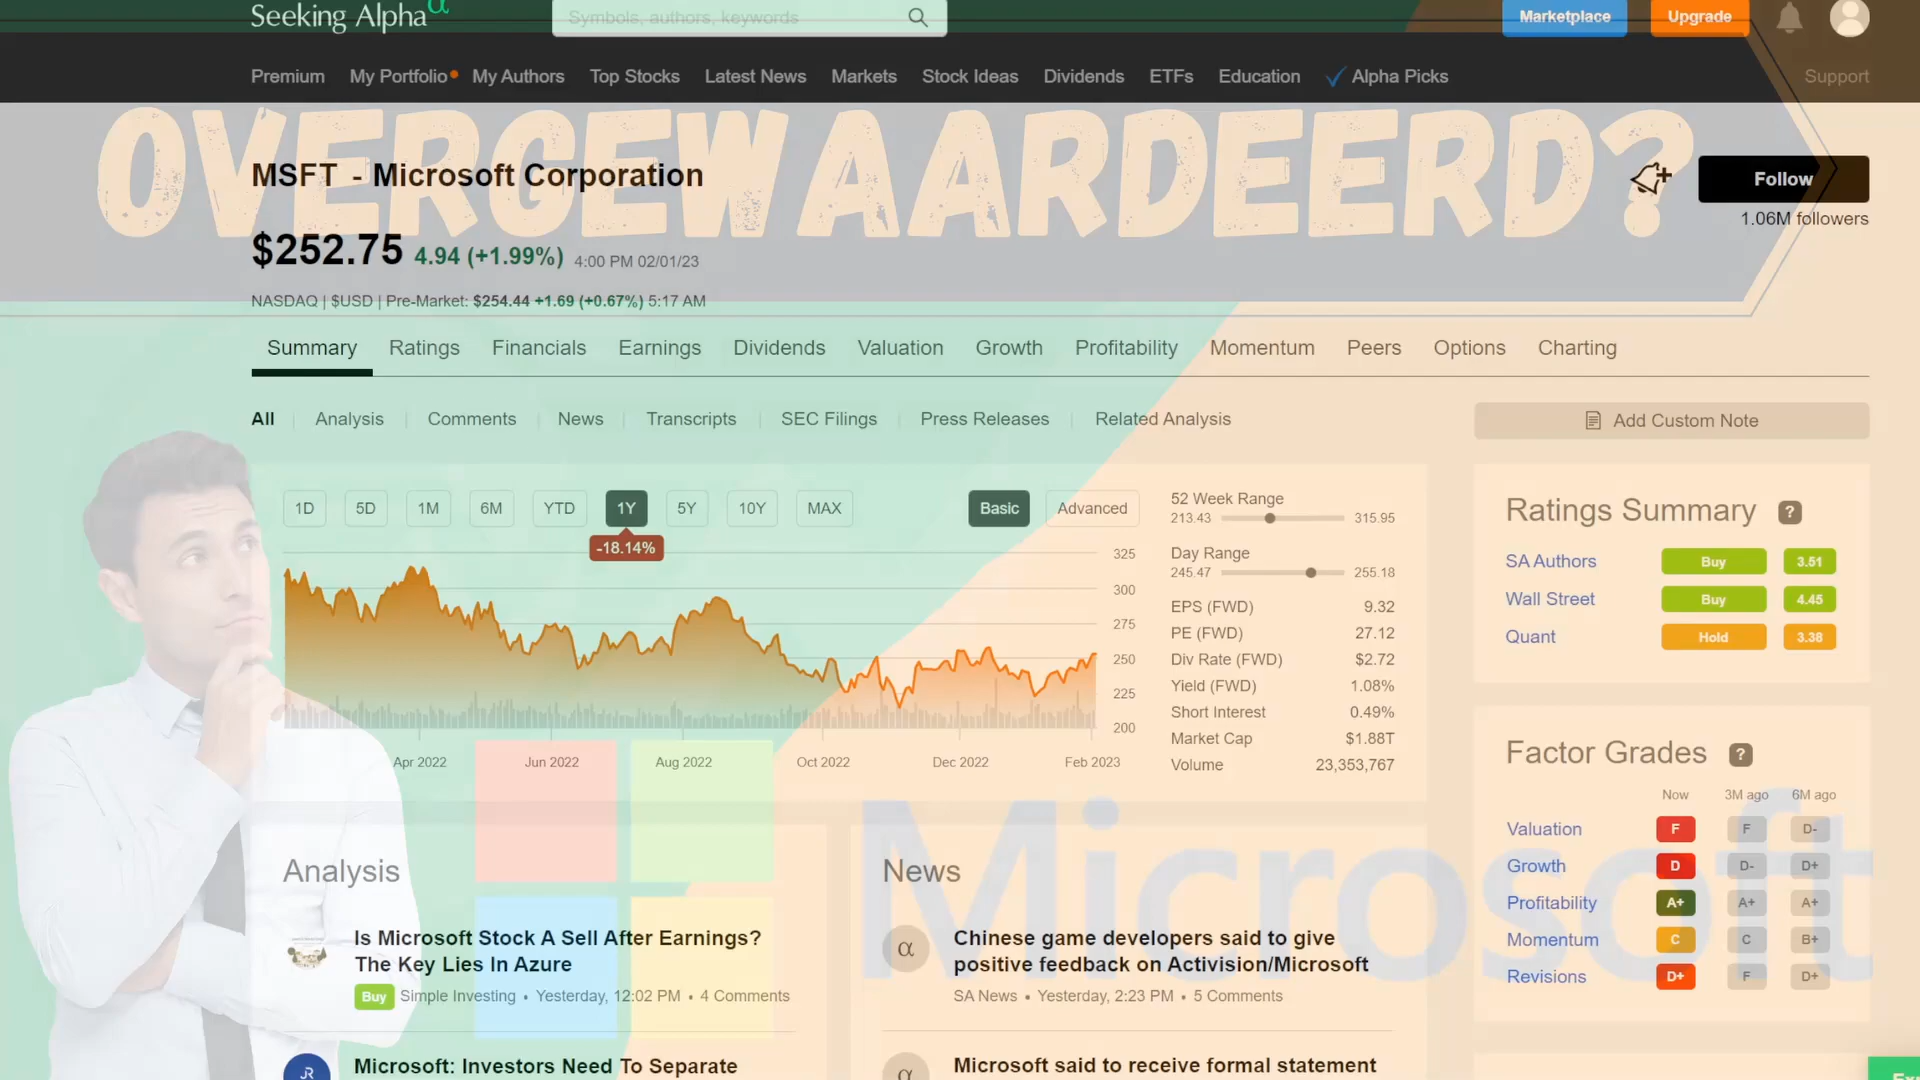 Seeking Alpha α
Symbols, authors, keywords
Marketplace
Upgrade
Premium My Portfolio My Authors Top Stocks Latest News Markets Stock Ideas Dividends ETFs Education Alpha Picks Support
OVERGEWAARDEERD?
MSFT - Microsoft Corporation
Follow
1.06M followers
$252.75 4.94 (+1.99%) 4:00 PM 02/01/23
NASDAQ | $USD | Pre-Market: $254.44 +1.69 (+0.67%) 5:17 AM
Summary Ratings Financials Earnings Dividends Valuation Growth Profitability Momentum Peers Options Charting
All Analysis Comments News Transcripts SEC Filings Press Releases Related Analysis
Add Custom Note
1D 5D 1M 6M YTD 1Y 5Y 10Y MAX
-18.14%
Basic Advanced
325
300
275
250
225
200
Apr 2022 Jun 2022 Aug 2022 Oct 2022 Dec 2022 Feb 2023
52 Week Range
213.43 315.95
Day Range
245.47 255.18
EPS (FWD) 9.32
PE (FWD) 27.12
Div Rate (FWD) $2.72
Yield (FWD) 1.08%
Short Interest 0.49%
Market Cap $1.88T
Volume 23,353,767
Ratings Summary ?
SA Authors Buy 3.51
Wall Street Buy 4.45
Quant Hold 3.38
Factor Grades ?
Now 3M ago 6M ago
Valuation F F D-
Growth D D- D+
Profitability A+ A+ A+
Momentum C C B+
Revisions D+ F D+
Microsoft
Analysis
Is Microsoft Stock A Sell After Earnings?
The Key Lies In Azure
Buy Simple Investing • Yesterday, 12:02 PM • 4 Comments
JR
Microsoft: Investors Need To Separate
News
α
Chinese game developers said to give
positive feedback on Activision/Microsoft
SA News • Yesterday, 2:23 PM • 5 Comments
α
Microsoft said to receive formal statement